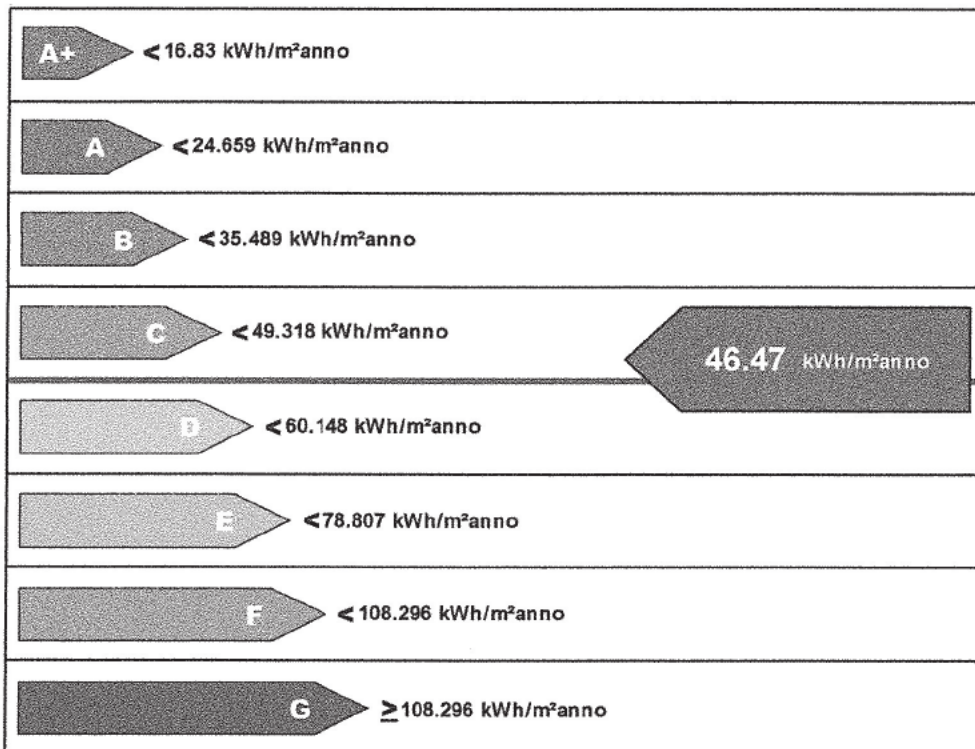 A+ < 16.83 kWh/m²anno
A < 24.659 kWh/m²anno
B < 35.489 kWh/m²anno
C < 49.318 kWh/m²anno
46.47 kWh/m²anno
D < 60.148 kWh/m²anno
E < 78.807 kWh/m²anno
F < 108.296 kWh/m²anno
G ≥ 108.296 kWh/m²anno